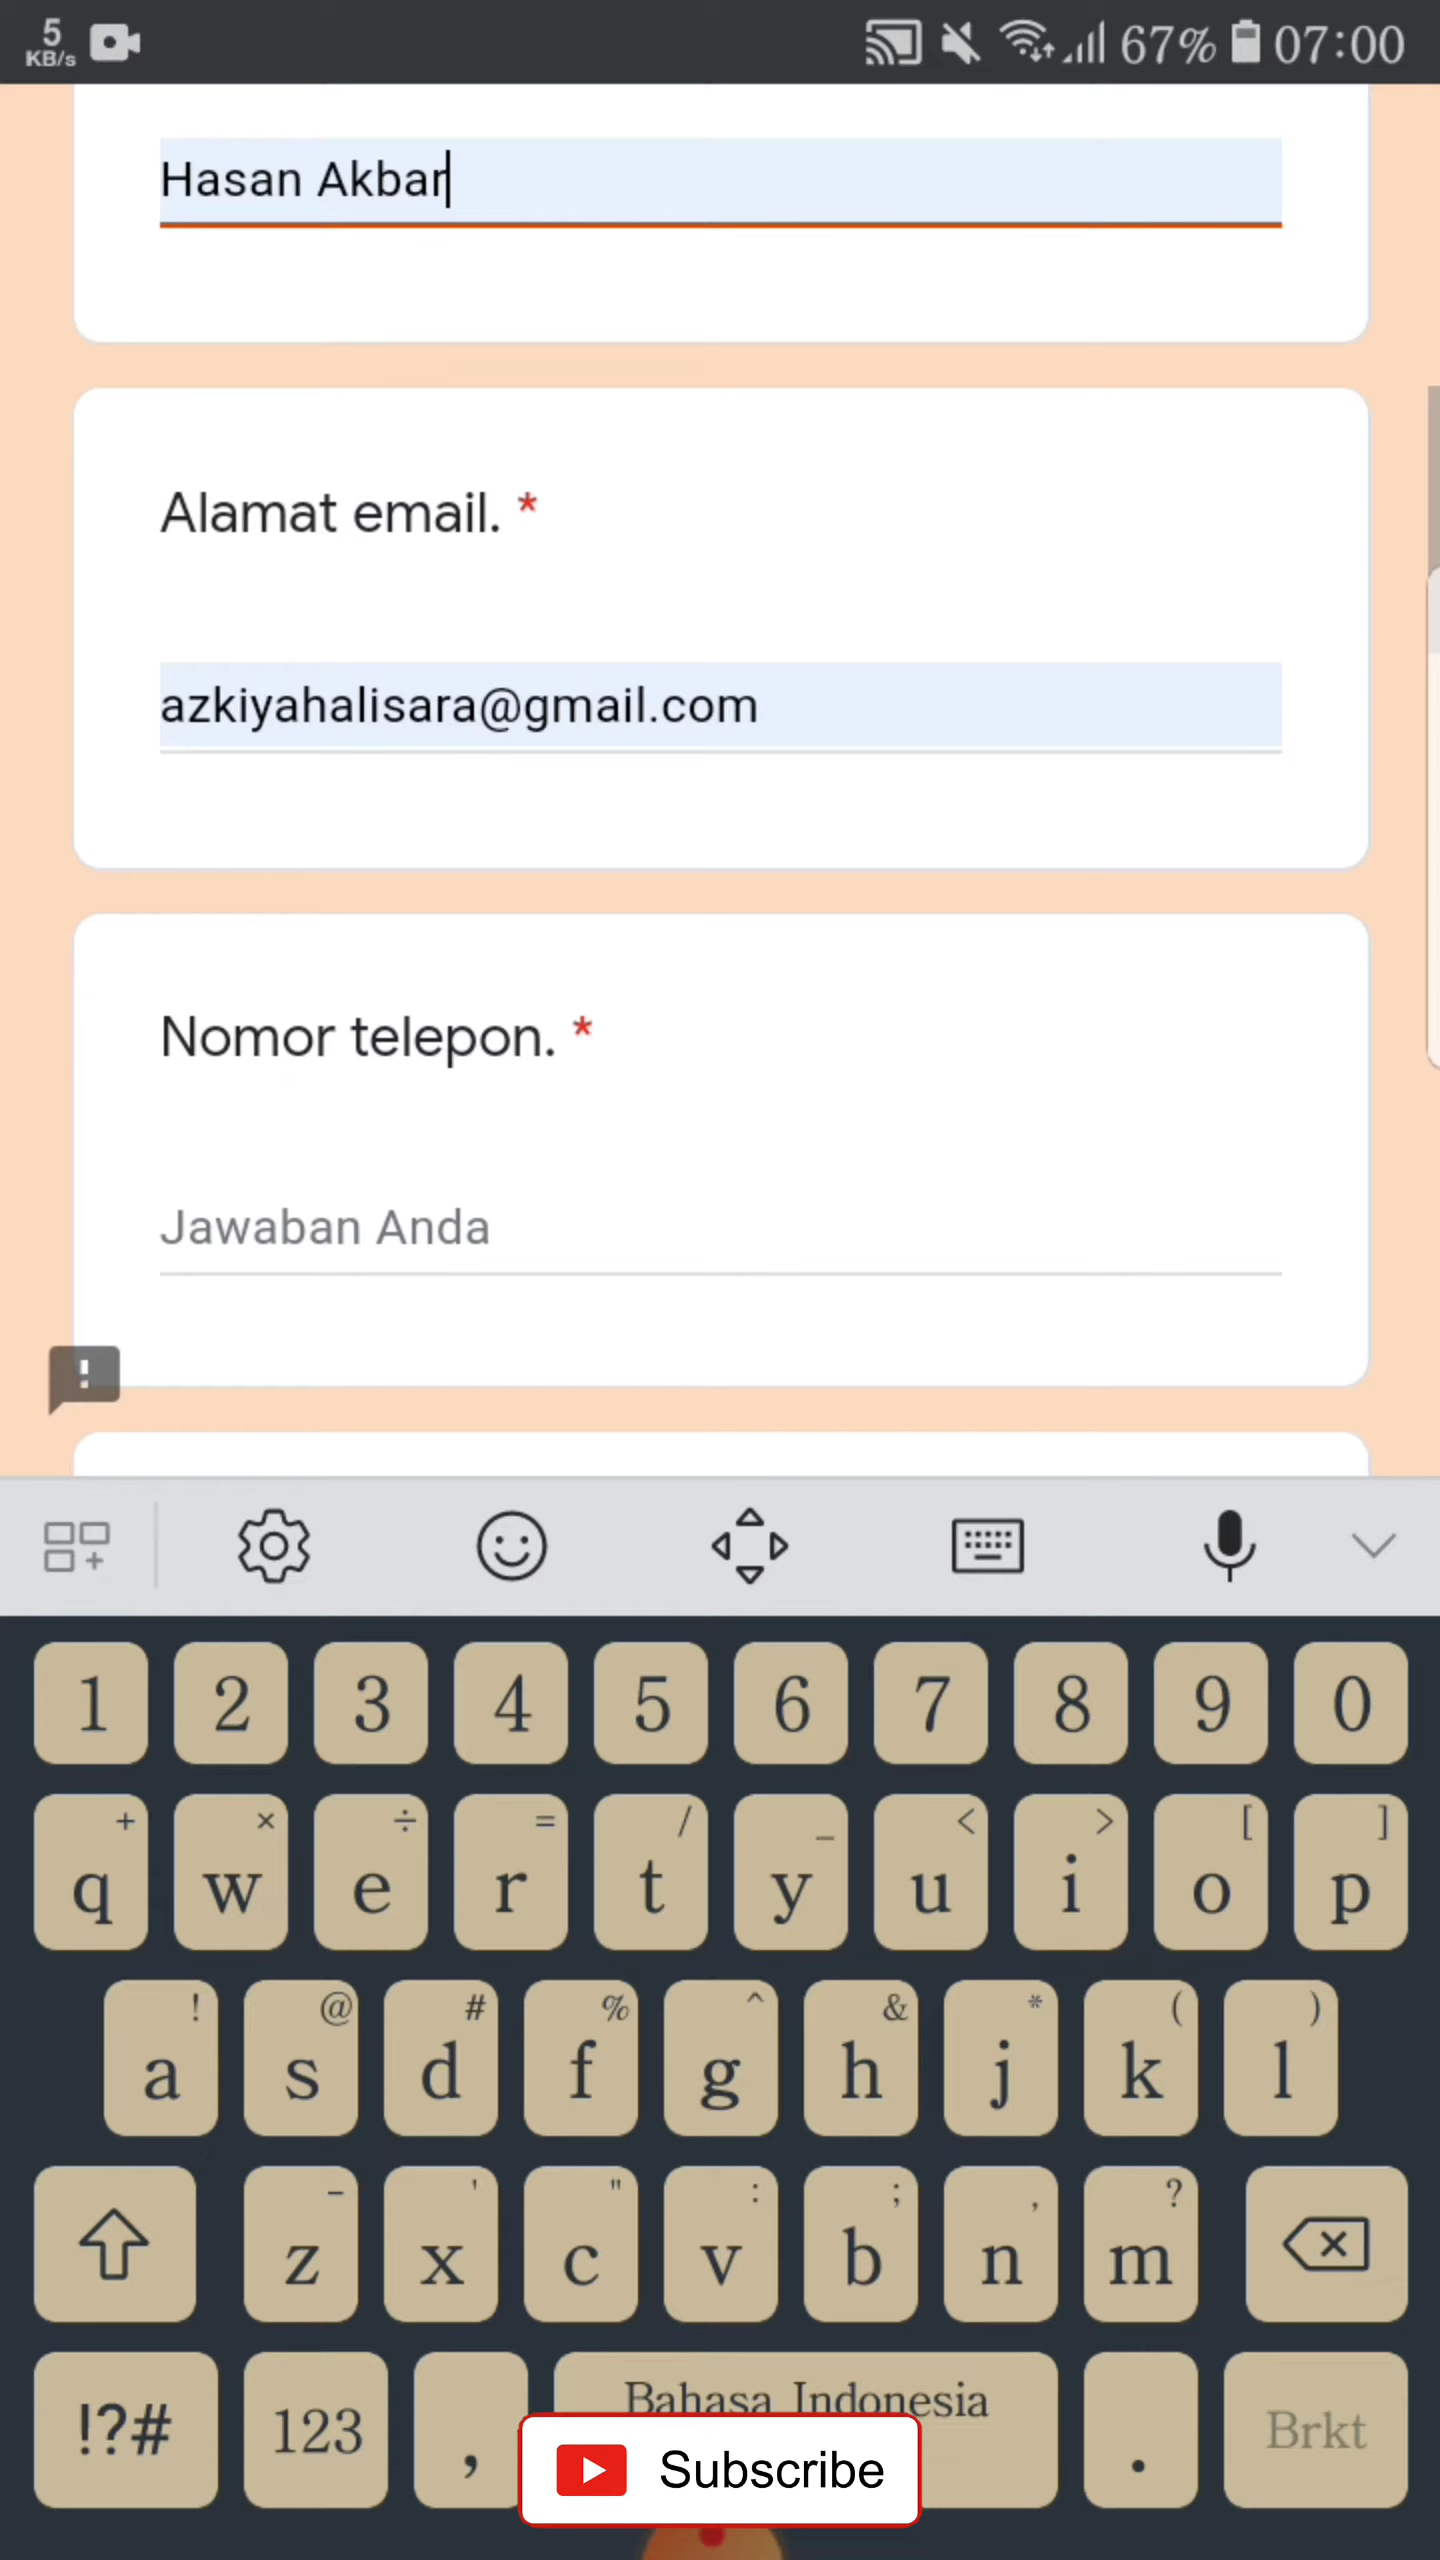 5
KB/s
67% 07:00
Hasan Akbar
Alamat email. *
azkiyahalisara@gmail.com
Nomor telepon. *
Jawaban Anda
!
1 2 3 4 5 6 7 8 9 0
+ × ÷ = / _ < > [ ]
q w e r t y u i o p
! @ # % ^ & * ( )
a s d f g h j k l
- ' " : ; , ?
z x c v b n m
!?# 123 , Bahasa Indonesia . Brkt
Subscribe